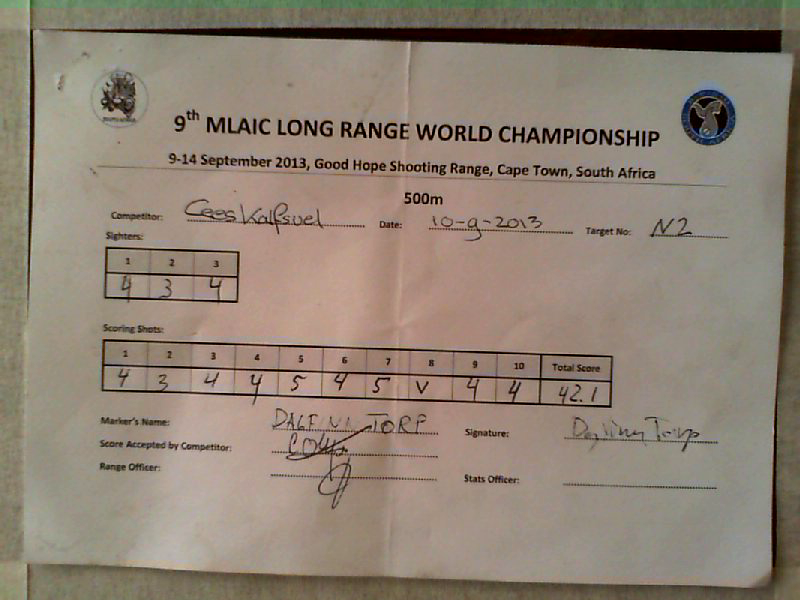 9th MLAIC LONG RANGE WORLD CHAMPIONSHIP
9-14 September 2013, Good Hope Shooting Range, Cape Town, South Africa
500m
Competitor: Cees Kalfsvel Date: 10-9-2013 Target No: N2
Sighters:
1 2 3
4 3 4
Scoring Shots:
1 2 3 4 5 6 7 8 9 10 Total Score
4 3 4 4 5 4 5 V 4 4 42.1
Marker's Name: DAGFINN TORP Signature:
Score Accepted by Competitor:
Range Officer: Stats Officer: